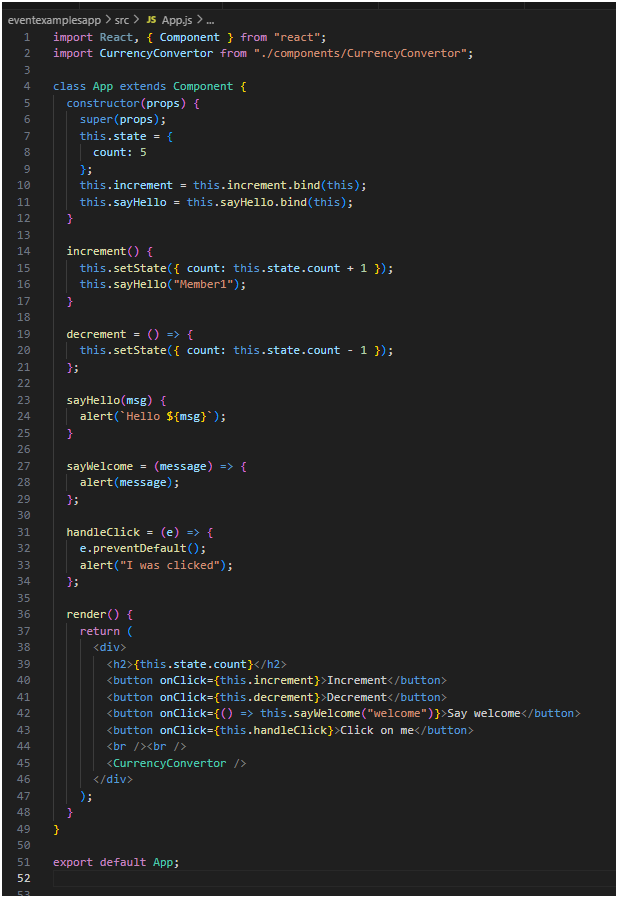 eventexamplesapp > src > JS App.js > ...
1 import React, { Component } from "react";
2 import CurrencyConvertor from "./components/CurrencyConvertor";
3
4 class App extends Component {
5   constructor(props) {
6     super(props);
7     this.state = {
8       count: 5
9     };
10     this.increment = this.increment.bind(this);
11     this.sayHello = this.sayHello.bind(this);
12   }
13
14   increment() {
15     this.setState({ count: this.state.count + 1 });
16     this.sayHello("Member1");
17   }
18
19   decrement = () => {
20     this.setState({ count: this.state.count - 1 });
21   };
22
23   sayHello(msg) {
24     alert(`Hello ${msg}`);
25   }
26
27   sayWelcome = (message) => {
28     alert(message);
29   };
30
31   handleClick = (e) => {
32     e.preventDefault();
33     alert("I was clicked");
34   };
35
36   render() {
37     return (
38       <div>
39         <h2>{this.state.count}</h2>
40         <button onClick={this.increment}>Increment</button>
41         <button onClick={this.decrement}>Decrement</button>
42         <button onClick={() => this.sayWelcome("welcome")}>Say welcome</button>
43         <button onClick={this.handleClick}>Click on me</button>
44         <br /><br />
45         <CurrencyConvertor />
46       </div>
47     );
48   }
49 }
50
51 export default App;
52
53